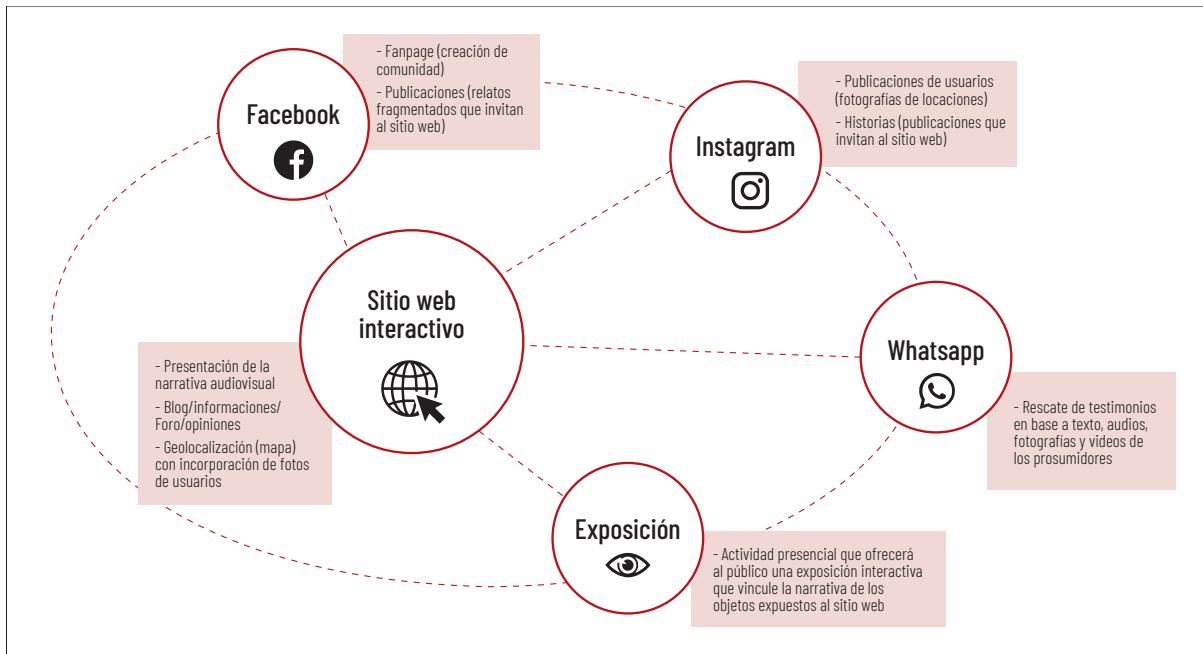 Facebook
- Fanpage (creación de
comunidad)
- Publicaciones (relatos
fragmentados que invitan
al sitio web)
Instagram
- Publicaciones de usuarios
(fotografías de locaciones)
- Historias (publicaciones que
invitan al sitio web)
Sitio web
interactivo
- Presentación de la
narrativa audiovisual
- Blog/informaciones/
Foro/opiniones
- Geolocalización (mapa)
con incorporación de fotos
de usuarios
Whatsapp
- Rescate de testimonios
en base a texto, audios,
fotografías y videos de
los prosumidores
Exposición
- Actividad presencial que ofrecerá
al público una exposición interactiva
que vincule la narrativa de los
objetos expuestos al sitio web